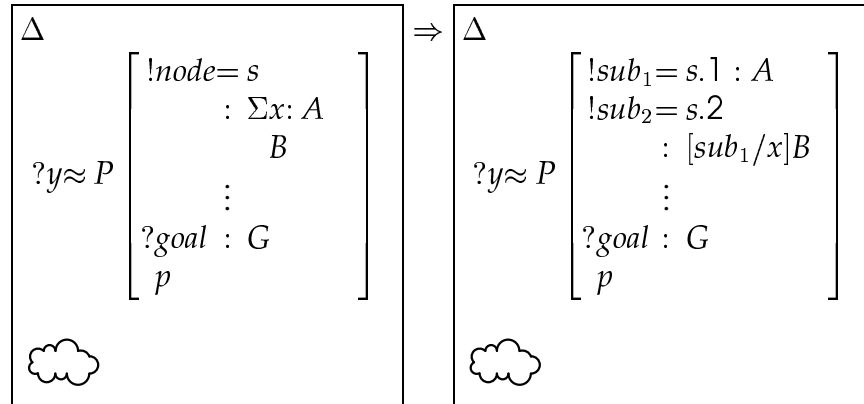 Δ ⇒ Δ
!node= s
: Σx: A
B
?y≈ P
⋮
?goal : G
p
!sub₁= s.1 : A
!sub₂= s.2
: [sub₁/x]B
?y≈ P
⋮
?goal : G
p